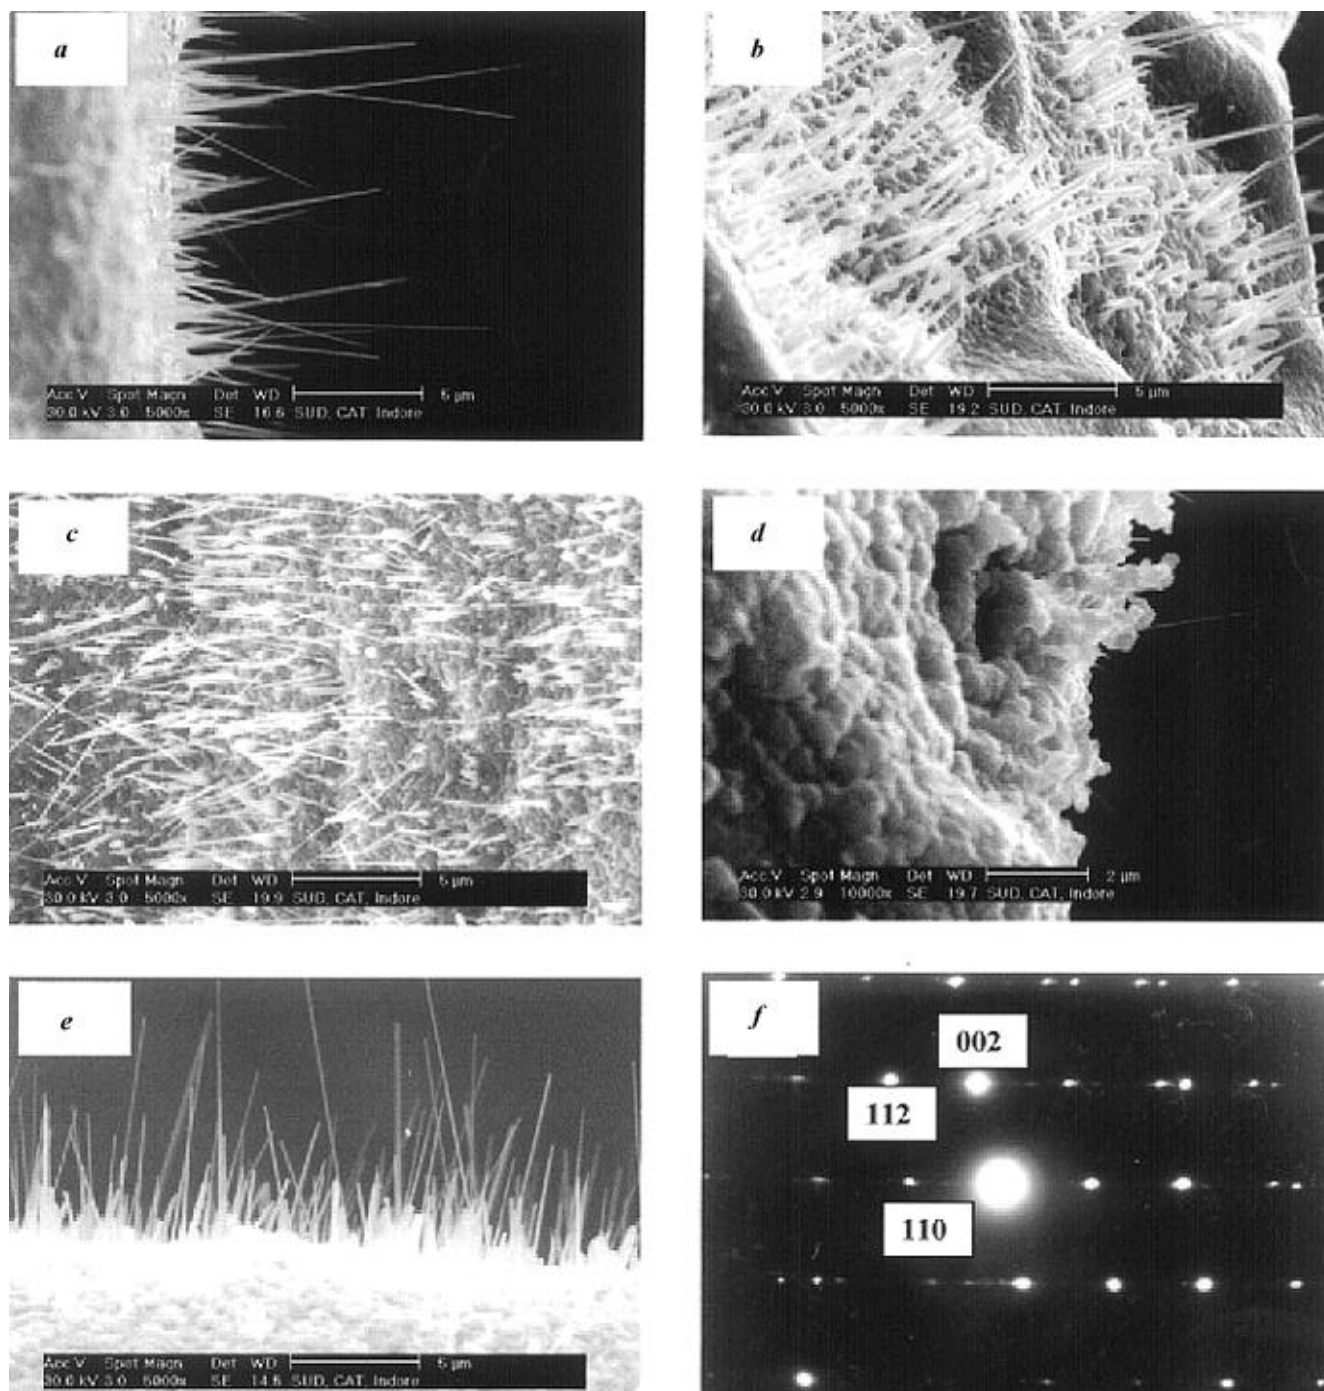 a
Acc.V Spot Magn Det WD 5 µm
30.0 kV 3.0 5000x SE 16.6 SUD, CAT, Indore
b
Acc.V Spot Magn Det WD 5 µm
30.0 kV 3.0 5000x SE 19.2 SUD, CAT, Indore
c
Acc.V Spot Magn Det WD 5 µm
30.0 kV 3.0 5000x SE 19.9 SUD, CAT, Indore
d
Acc.V Spot Magn Det WD 2 µm
30.0 kV 2.9 10000x SE 19.7 SUD, CAT, Indore
e
Acc.V Spot Magn Det WD 5 µm
30.0 kV 3.0 5000x SE SUD, CAT, Indore
f
002
112
110